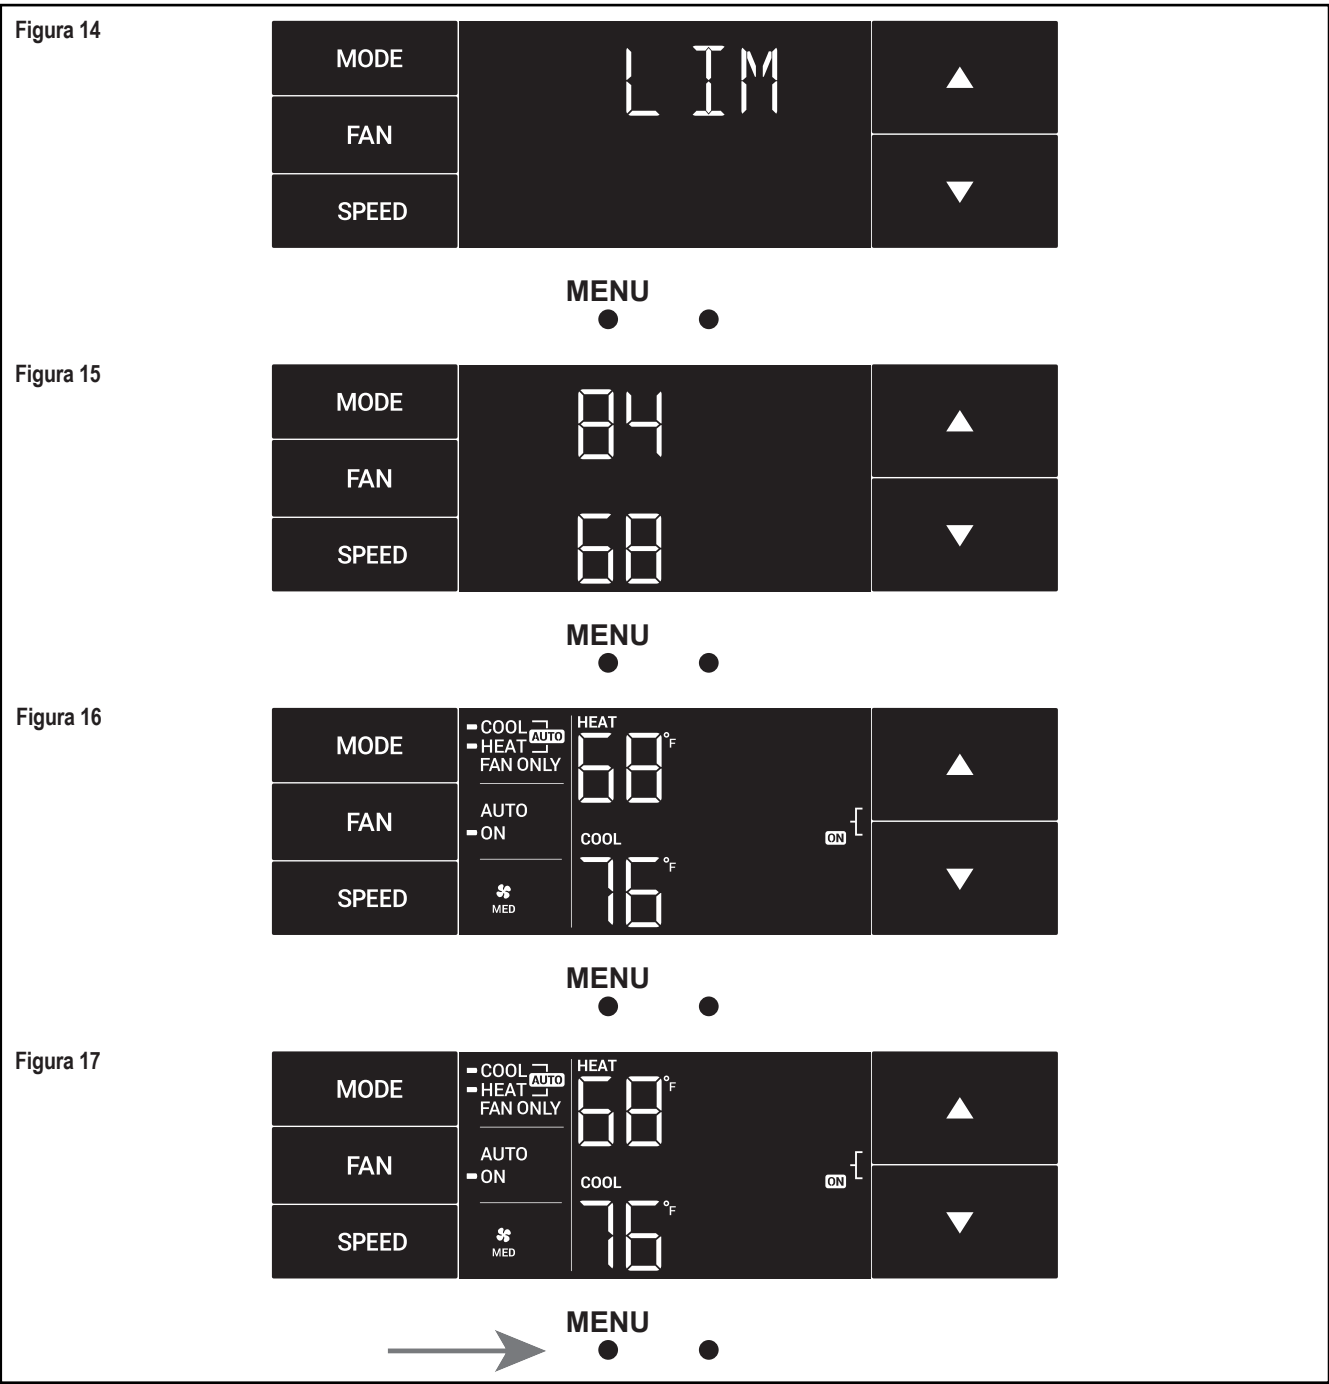 Figura 14
MODE
FAN
SPEED
LIM
MENU
Figura 15
MODE
FAN
SPEED
84
68
MENU
Figura 16
MODE
FAN
SPEED
COOL
HEAT
AUTO
FAN ONLY
AUTO
ON
MED
HEAT
68°F
COOL
76°F
ON
MENU
Figura 17
MODE
FAN
SPEED
COOL
HEAT
AUTO
FAN ONLY
AUTO
ON
MED
HEAT
68°F
COOL
76°F
ON
MENU